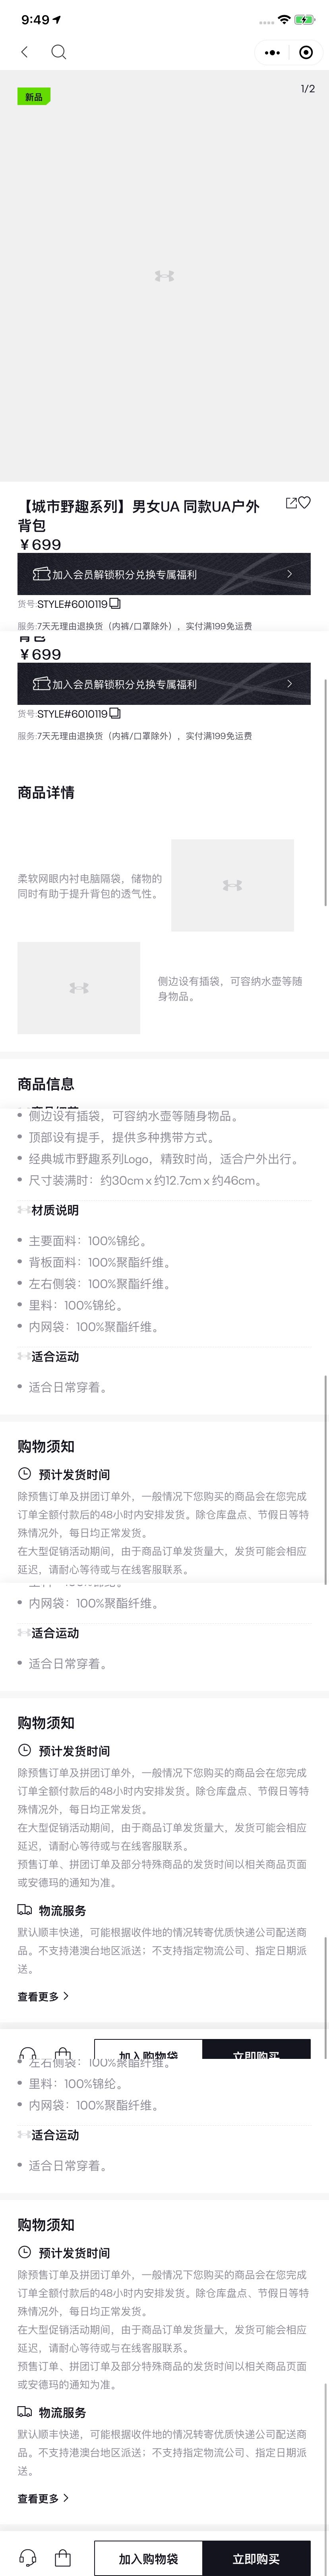 9:49
1/2
新品
【城市野趣系列】男女UA 同款UA户外
背包
￥699
加入会员解锁积分兑换专属福利
货号:STYLE#6010119
服务:7天无理由退换货（内裤/口罩除外），实付满199免运费
背包
￥699
加入会员解锁积分兑换专属福利
货号:STYLE#6010119
服务:7天无理由退换货（内裤/口罩除外），实付满199免运费
商品详情
柔软网眼内衬电脑隔袋，储物的
同时有助于提升背包的透气性。
侧边设有插袋，可容纳水壶等随
身物品。
商品信息
侧边设有插袋，可容纳水壶等随身物品。
顶部设有提手，提供多种携带方式。
经典城市野趣系列Logo，精致时尚，适合户外出行。
尺寸装满时：约30cm x 约12.7cm x 约46cm。
材质说明
主要面料：100%锦纶。
背板面料：100%聚酯纤维。
左右侧袋：100%聚酯纤维。
里料：100%锦纶。
内网袋：100%聚酯纤维。
适合运动
适合日常穿着。
购物须知
预计发货时间
除预售订单及拼团订单外，一般情况下您购买的商品会在您完成
订单全额付款后的48小时内安排发货。除仓库盘点、节假日等特
殊情况外，每日均正常发货。
在大型促销活动期间，由于商品订单发货量大，发货可能会相应
延迟，请耐心等待或与在线客服联系。
内网袋：100%聚酯纤维。
适合运动
适合日常穿着。
购物须知
预计发货时间
除预售订单及拼团订单外，一般情况下您购买的商品会在您完成
订单全额付款后的48小时内安排发货。除仓库盘点、节假日等特
殊情况外，每日均正常发货。
在大型促销活动期间，由于商品订单发货量大，发货可能会相应
延迟，请耐心等待或与在线客服联系。
预售订单、拼团订单及部分特殊商品的发货时间以相关商品页面
或安德玛的通知为准。
物流服务
默认顺丰快递，可能根据收件地的情况转寄优质快递公司配送商
品。不支持港澳台地区派送；不支持指定物流公司、指定日期派
送。
查看更多
加入购物袋
立即购买
左右侧袋：100%聚酯纤维。
里料：100%锦纶。
内网袋：100%聚酯纤维。
适合运动
适合日常穿着。
购物须知
预计发货时间
除预售订单及拼团订单外，一般情况下您购买的商品会在您完成
订单全额付款后的48小时内安排发货。除仓库盘点、节假日等特
殊情况外，每日均正常发货。
在大型促销活动期间，由于商品订单发货量大，发货可能会相应
延迟，请耐心等待或与在线客服联系。
预售订单、拼团订单及部分特殊商品的发货时间以相关商品页面
或安德玛的通知为准。
物流服务
默认顺丰快递，可能根据收件地的情况转寄优质快递公司配送商
品。不支持港澳台地区派送；不支持指定物流公司、指定日期派
送。
查看更多
加入购物袋
立即购买